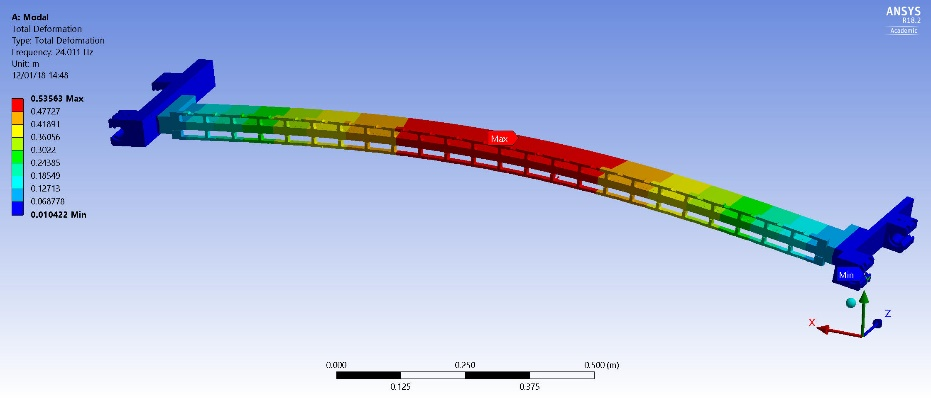 A: Modal
Total Deformation
Type: Total Deformation
Frequency: 24.011 Hz
Unit: m
12/01/18 14:48
0.53563 Max
0.47727
0.41891
0.36056
0.3022
0.24385
0.18549
0.12713
0.068778
0.010422 Min
ANSYS
R18.2
Academic
Max
Min
X
Z
0.000
0.250
0.500 (m)
0.125
0.375